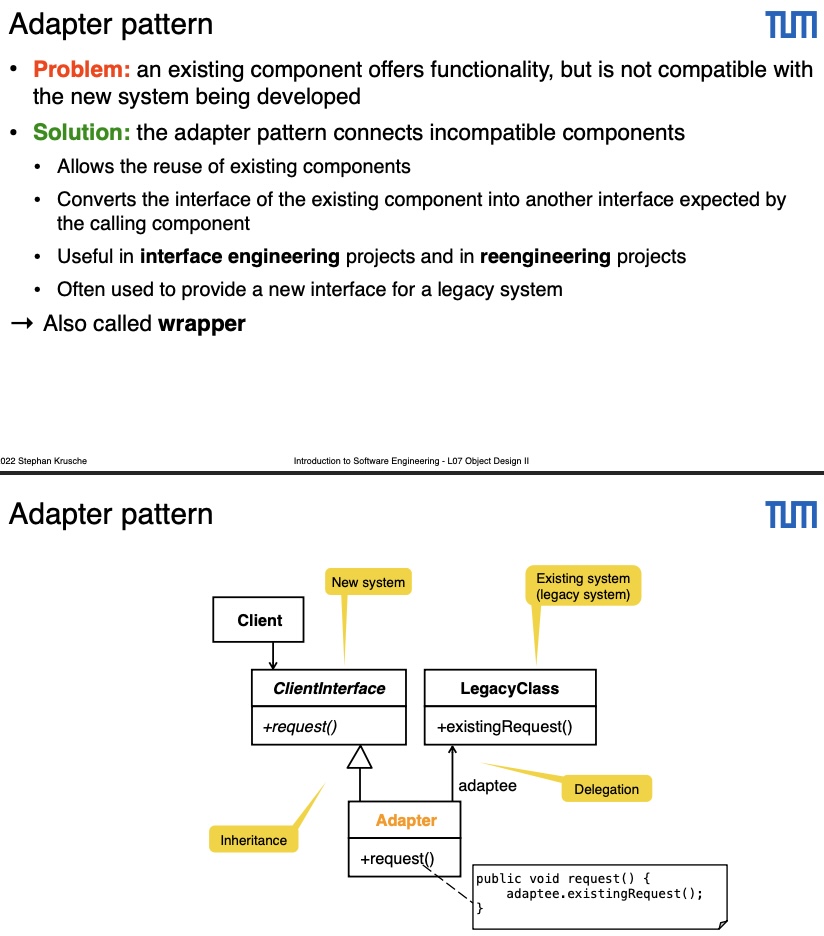 Adapter pattern
TUM
• Problem: an existing component offers functionality, but is not compatible with
the new system being developed
• Solution: the adapter pattern connects incompatible components
• Allows the reuse of existing components
• Converts the interface of the existing component into another interface expected by
the calling component
• Useful in interface engineering projects and in reengineering projects
• Often used to provide a new interface for a legacy system
→ Also called wrapper
022 Stephan Krusche
Introduction to Software Engineering - L07 Object Design II
Adapter pattern
TUM
New system
Existing system
(legacy system)
Client
ClientInterface
+request()
LegacyClass
+existingRequest()
adaptee
Delegation
Inheritance
Adapter
+request()
public void request() {
    adaptee.existingRequest();
}